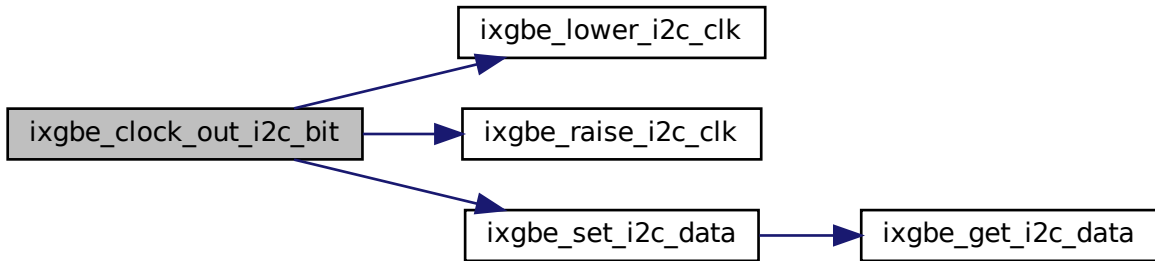 ixgbe_lower_i2c_clk
ixgbe_clock_out_i2c_bit
ixgbe_raise_i2c_clk
ixgbe_set_i2c_data
ixgbe_get_i2c_data